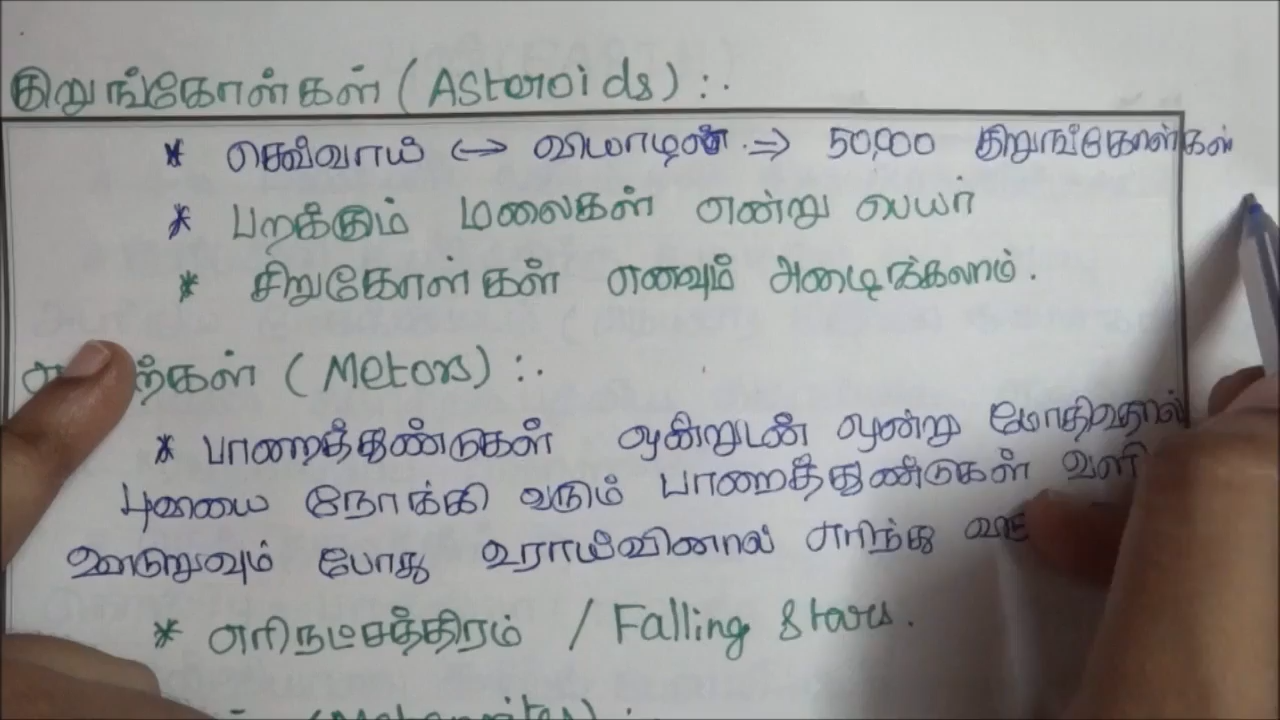 குறுங்கோள்கள் (Asteroids) :.
* செவ்வாய் ↔ வியாழன் ⇒ 50,000 குறுங்கோள்கள்
* பறக்கும் மலைகள் என்று பெயர்
* சிறுகோள்கள் எனவும் அழைக்கலாம்.
(Metors) :.
* பாறைத்துண்டுகள் ஒன்றுடன் ஒன்று மோதுவதால்
புவியை நோக்கி வரும் பாறைத்துண்டுகள் வளி
ஊடுறுவும் போது உராய்வினால் எரிந்து
* எரிநட்சத்திரம் / Falling Stars.